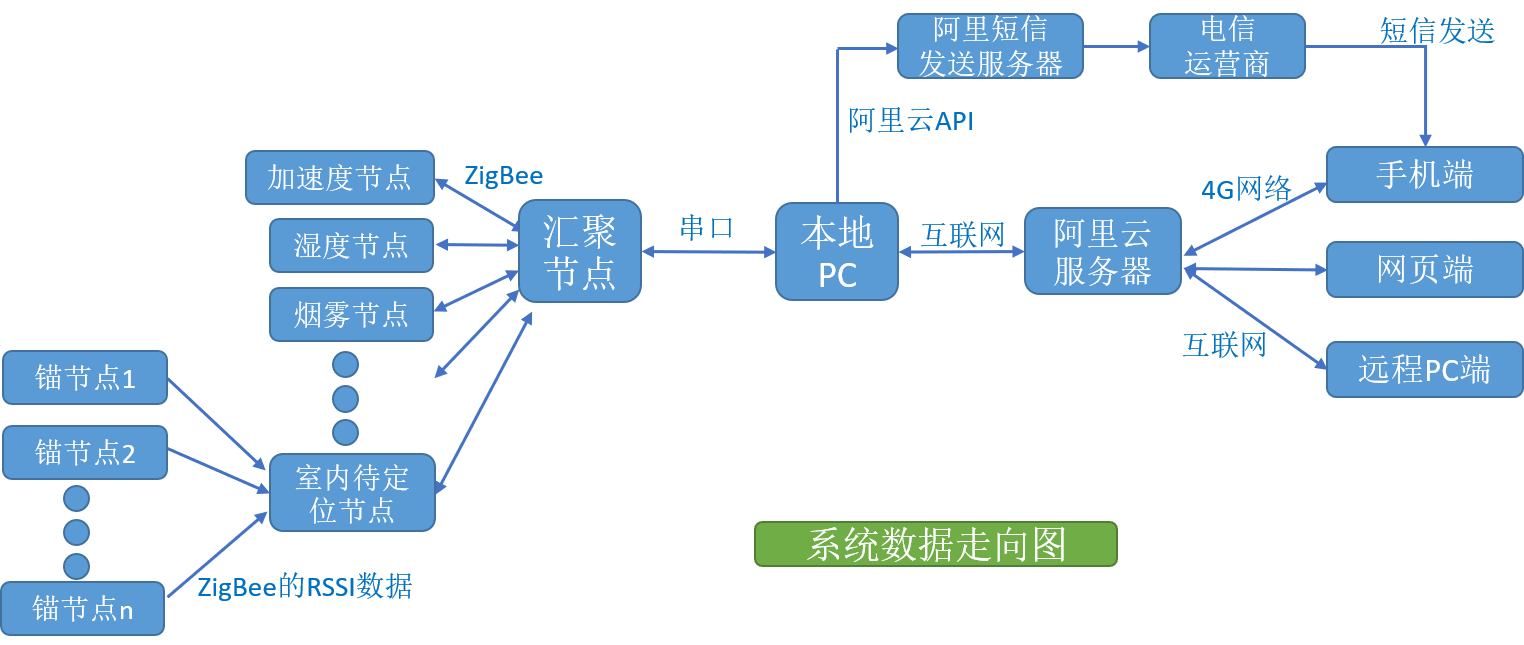 阿里短信
发送服务器
电信
运营商
短信发送
阿里云API
加速度节点
ZigBee
手机端
4G网络
汇聚
节点
串口
本地
PC
互联网
阿里云
服务器
湿度节点
网页端
烟雾节点
互联网
远程PC端
锚节点1
锚节点2
室内待定
位节点
系统数据走向图
ZigBee的RSSI数据
锚节点n